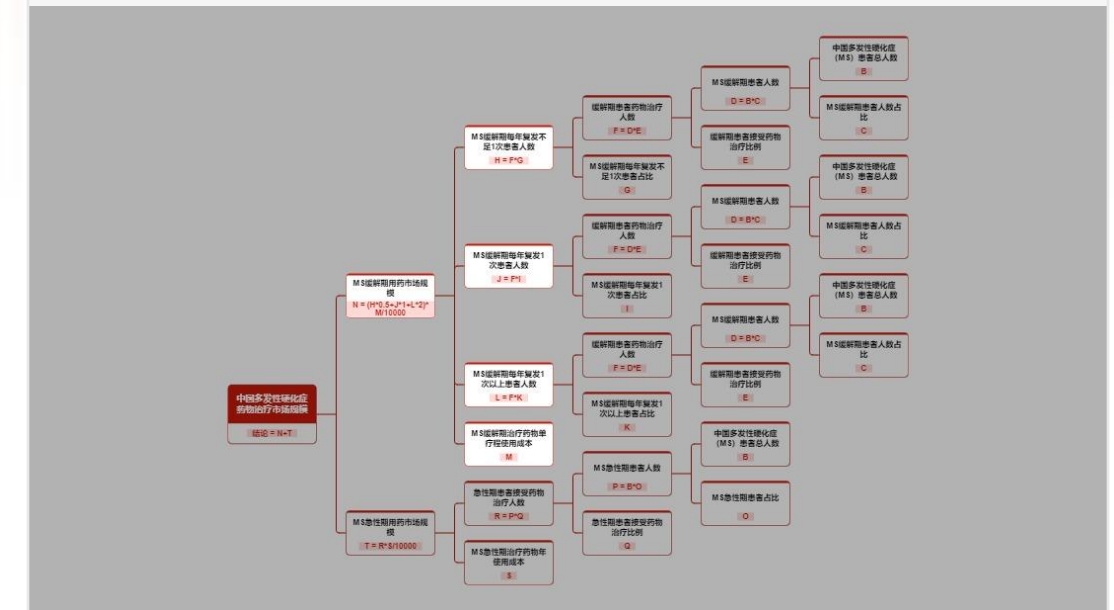 中国多发性硬化症
药物治疗市场规模
结论 = N+T
MS缓解期用药市场规
模
N = (H*0.5+J*1+L*2)*
M/10000
MS缓解期每年复发不
足1次患者人数
H = F*G
缓解期患者药物治疗
人数
F = D*E
MS缓解期患者人数
D = B*C
中国多发性硬化症
（MS）患者总人数
B
MS缓解期患者人数占
比
C
缓解期患者接受药物
治疗比例
E
MS缓解期每年复发不
足1次患者占比
G
MS缓解期每年复发1
次患者人数
J = F*I
缓解期患者药物治疗
人数
F = D*E
MS缓解期患者人数
D = B*C
中国多发性硬化症
（MS）患者总人数
B
MS缓解期患者人数占
比
C
缓解期患者接受药物
治疗比例
E
MS缓解期每年复发1
次患者占比
I
MS缓解期每年复发1
次以上患者人数
L = F*K
缓解期患者药物治疗
人数
F = D*E
MS缓解期患者人数
D = B*C
中国多发性硬化症
（MS）患者总人数
B
MS缓解期患者人数占
比
C
缓解期患者接受药物
治疗比例
E
MS缓解期每年复发1
次以上患者占比
K
MS缓解期治疗药物单
疗程使用成本
M
MS急性期用药市场规
模
T = R*S/10000
急性期患者接受药物
治疗人数
R = P*Q
MS急性期患者人数
P = B*O
中国多发性硬化症
（MS）患者总人数
B
MS急性期患者占比
O
急性期患者接受药物
治疗比例
Q
MS急性期治疗药物年
使用成本
S